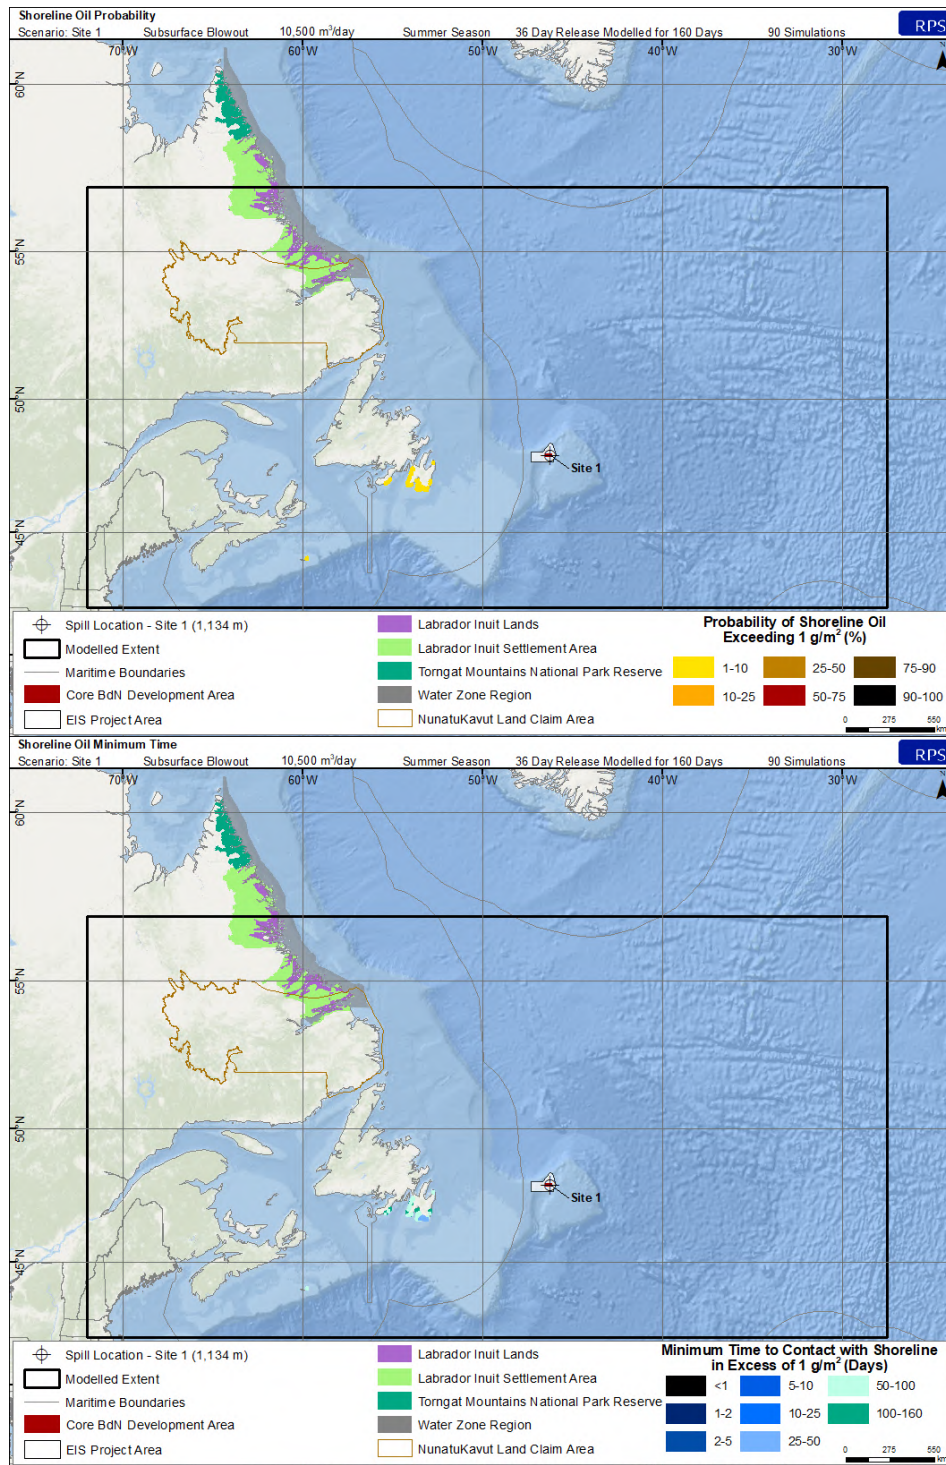 Shoreline Oil Probability
Scenario: Site 1 Subsurface Blowout 10,500 m³/day Summer Season 36 Day Release Modelled for 160 Days 90 Simulations
RPS
70°W 60°W 50°W 40°W 30°W
N
60°N
55°N
50°N
45°N
Site 1
Spill Location - Site 1 (1,134 m)
Modelled Extent
Maritime Boundaries
Core BdN Development Area
EIS Project Area
Labrador Inuit Lands
Labrador Inuit Settlement Area
Torngat Mountains National Park Reserve
Water Zone Region
NunatuKavut Land Claim Area
Probability of Shoreline Oil
Exceeding 1 g/m² (%)
1-10 25-50 75-90
10-25 50-75 90-100
0 275 550
km
Shoreline Oil Minimum Time
Scenario: Site 1 Subsurface Blowout 10,500 m³/day Summer Season 36 Day Release Modelled for 160 Days 90 Simulations
RPS
70°W 60°W 50°W 40°W 30°W
60°N
55°N
50°N
45°N
Site 1
Spill Location - Site 1 (1,134 m)
Modelled Extent
Maritime Boundaries
Core BdN Development Area
EIS Project Area
Labrador Inuit Lands
Labrador Inuit Settlement Area
Torngat Mountains National Park Reserve
Water Zone Region
NunatuKavut Land Claim Area
Minimum Time to Contact with Shoreline
in Excess of 1 g/m² (Days)
<1 5-10 50-100
1-2 10-25 100-160
2-5 25-50
0 275 550
km